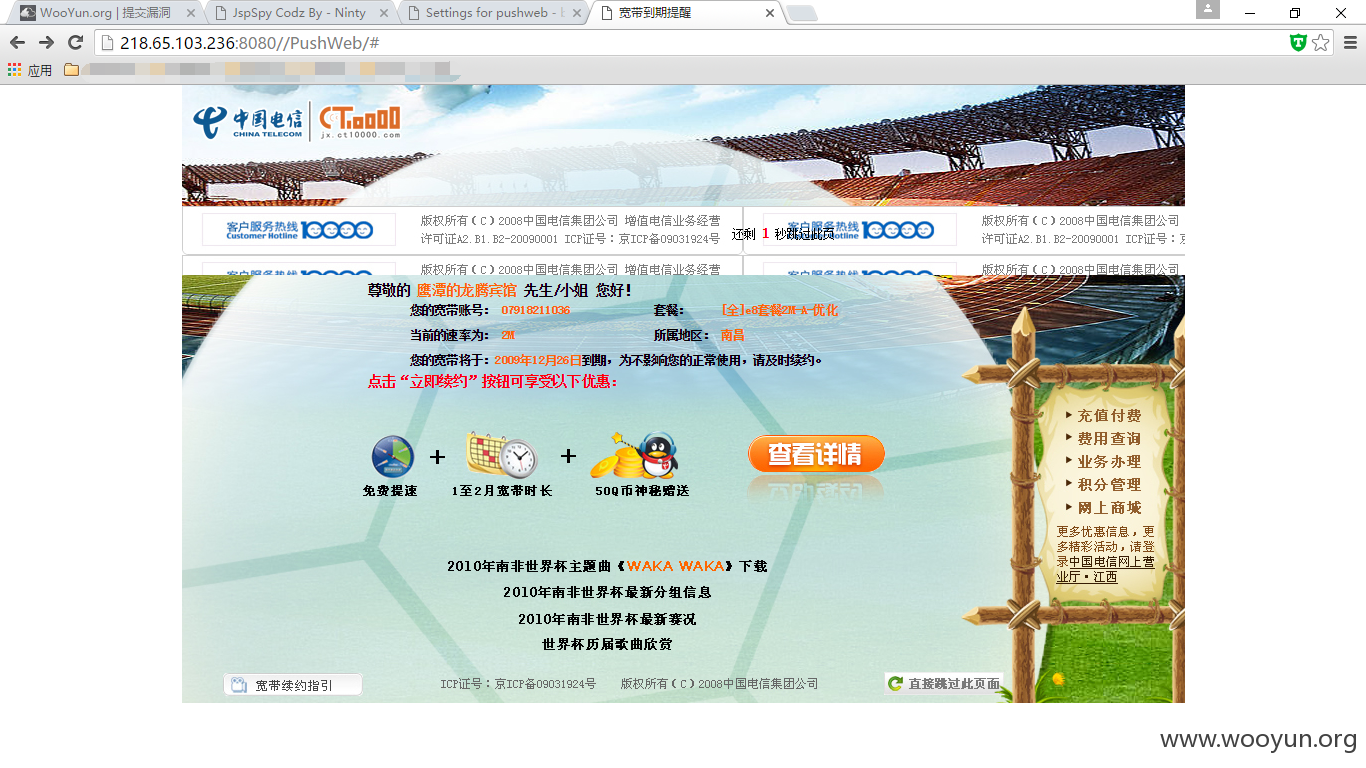 WooYun.org | 提交漏洞
JspSpy Codz By - Ninty
Settings for pushweb -
宽带到期提醒
218.65.103.236:8080//PushWeb/#
应用
中国电信 CHINA TELECOM
CT10000
jx.ct10000.com
客户服务热线 10000
Customer Hotline
版权所有(C)2008中国电信集团公司 增值电信业务经营
许可证A2.B1.B2-20090001 ICP证号：京ICP备09031924号
还剩 1 秒跳过此页
客户服务热线 10000
版权所有(C)2008中国电信集团公司
许可证A2.B1.B2-20090001 ICP证号：京
客户服务热线 10000
版权所有(C)2008中国电信集团公司 增值电信业务经营
客户服务热线 10000
版权所有(C)2008中国电信集团公司
尊敬的 鹰潭的龙腾宾馆 先生/小姐 您好！
您的宽带账号： 07918211036 套餐： [全]e8套餐2M-A-优化
当前的速率为： 2M 所属地区： 南昌
您的宽带将于：2009年12月26日到期，为不影响您的正常使用，请及时续约。
点击“立即续约”按钮可享受以下优惠：
+ +
查看详情
免费提速 1至2月宽带时长 50Q币神秘赠送
2010年南非世界杯主题曲《WAKA WAKA》下载
2010年南非世界杯最新分组信息
2010年南非世界杯最新赛况
世界杯历届歌曲欣赏
充值付费
费用查询
业务办理
积分管理
网上商城
更多优惠信息，更
多精彩活动，请登
录中国电信网上营
业厅·江西
宽带续约指引
ICP证号：京ICP备09031924号 版权所有(C)2008中国电信集团公司
直接跳过此页面
www.wooyun.org